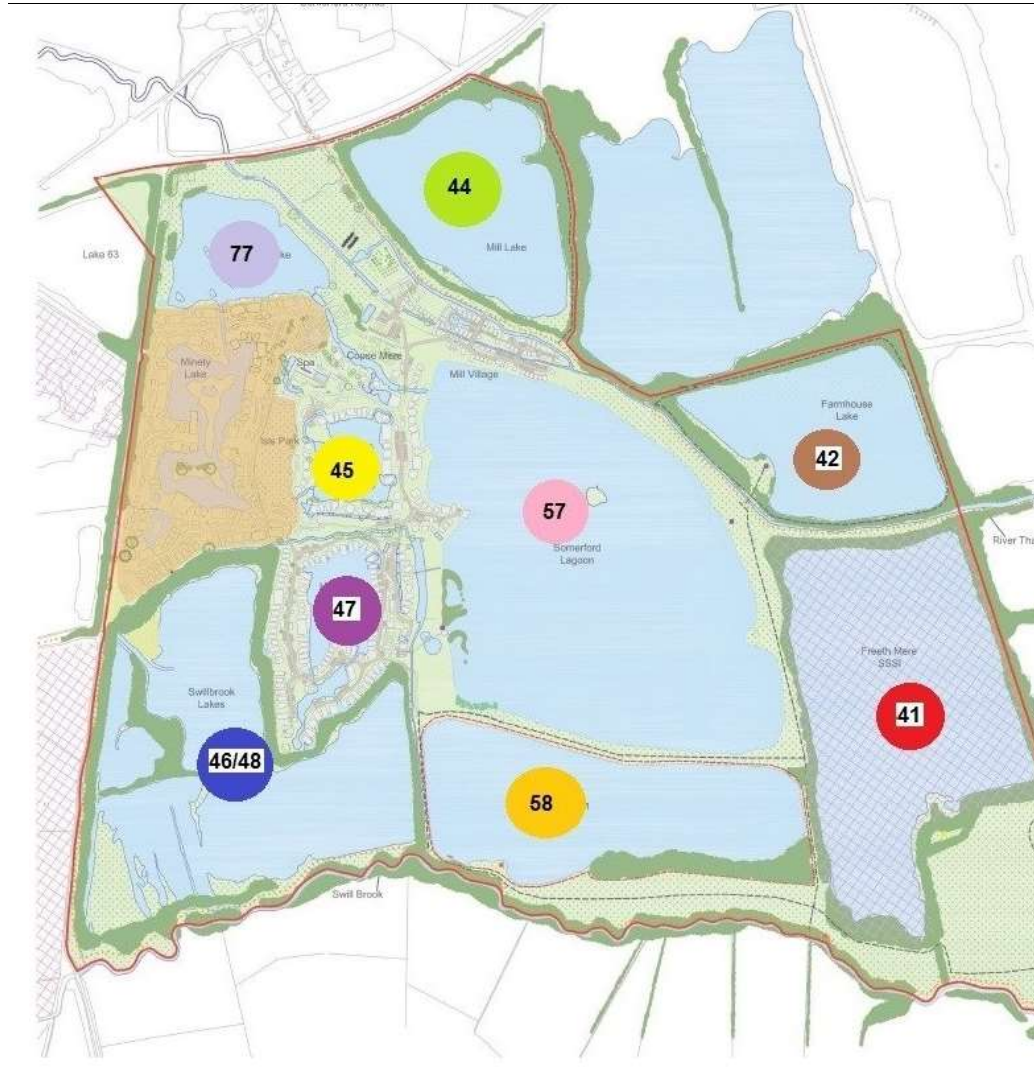 44
Mill Lake
Lake 63
77
ke
Minety
Lake
Spa
Copse Mere
Mill Village
Isis Park
45
57
Somerford
Lagoon
Farmhouse
Lake
42
River Tha
47
Freeth Mere
SSSI
41
Swillbrook
Lakes
46/48
58
Swill Brook